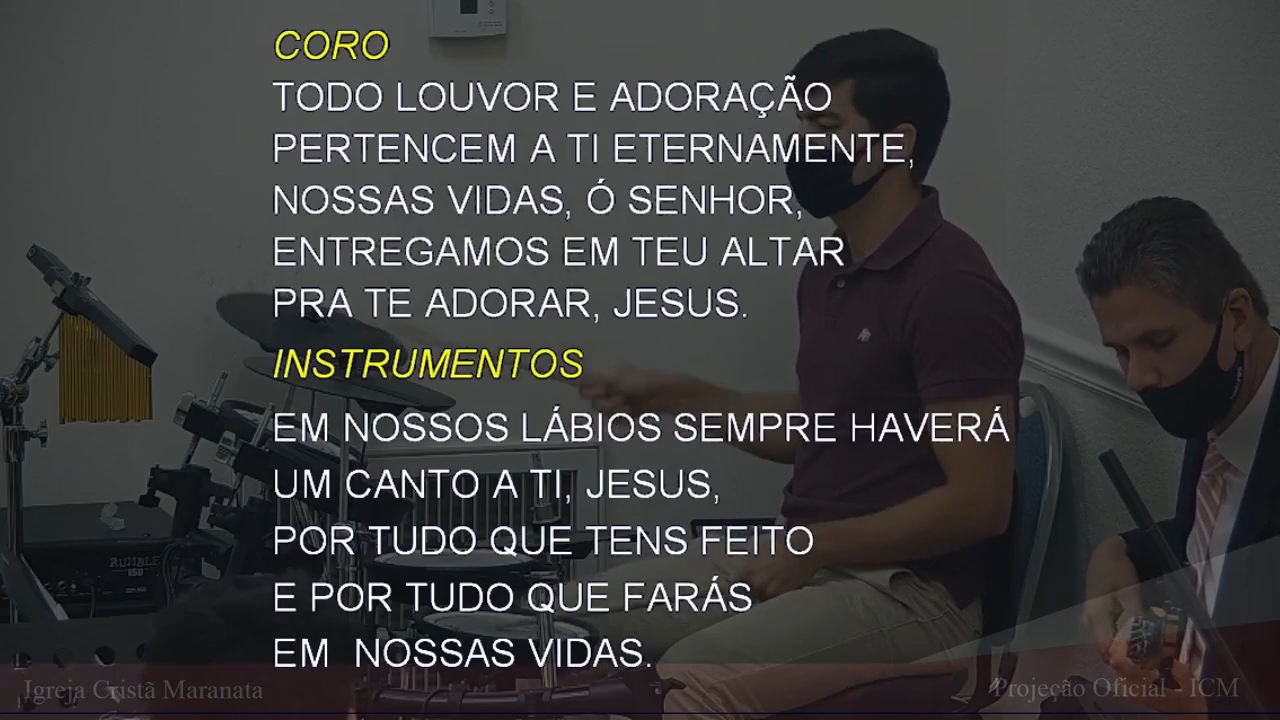 CORO
TODO LOUVOR E ADORAÇÃO
PERTENCEM A TI ETERNAMENTE,
NOSSAS VIDAS, Ó SENHOR,
ENTREGAMOS EM TEU ALTAR
PRA TE ADORAR, JESUS.
INSTRUMENTOS
EM NOSSOS LÁBIOS SEMPRE HAVERÁ
UM CANTO A TI, JESUS,
POR TUDO QUE TENS FEITO
E POR TUDO QUE FARÁS
EM  NOSSAS VIDAS.
RUMBLE
150
Igreja Cristã Maranata
Projeção Oficial - ICM